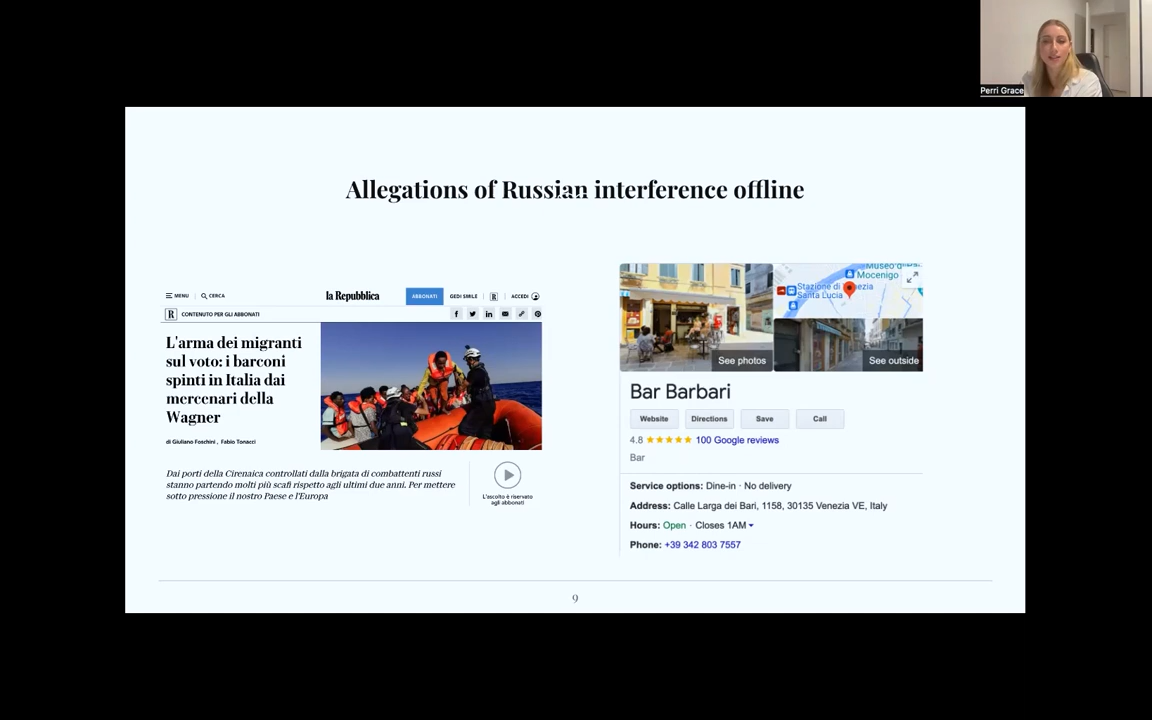 Perri Grace
Allegations of Russian interference offline
MENU
CERCA
la Repubblica
ABBONATI
GEDI SMILE
R
ACCEDI
R
CONTENUTO PER GLI ABBONATI
L'arma dei migranti
sul voto: i barconi
spinti in Italia dai
mercenari della
Wagner
di Giuliano Foschini , Fabio Tonacci
Dai porti della Cirenaica controllati dalla brigata di combattenti russi
stanno partendo molti più scafi rispetto agli ultimi due anni. Per mettere
sotto pressione il nostro Paese e l'Europa
L'ascolto è riservato
agli abbonati
See photos
Mocenigo
Stazione di Venezia
Santa Lucia
See outside
Bar Barbari
Website
Directions
Save
Call
4.8 ★★★★★ 100 Google reviews
Bar
Service options: Dine-in · No delivery
Address: Calle Larga dei Bari, 1158, 30135 Venezia VE, Italy
Hours: Open · Closes 1AM
Phone: +39 342 803 7557
9